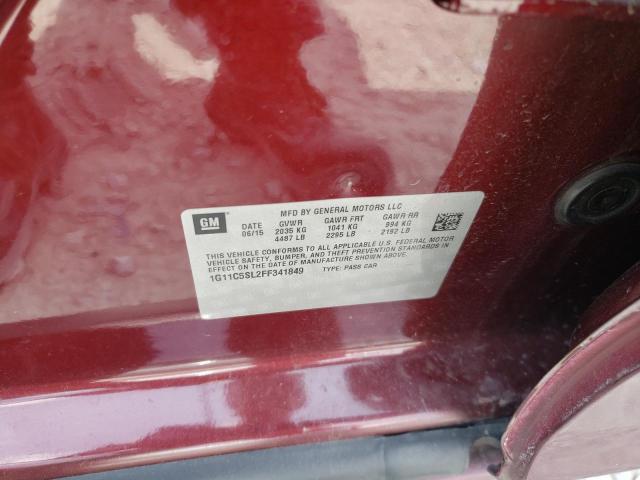 GM
MFD BY GENERAL MOTORS LLC
DATE GVWR GAWR FRT GAWR RR
06/15 2035 KG 1041 KG 994 KG
4487 LB 2295 LB 2192 LB
THIS VEHICLE CONFORMS TO ALL APPLICABLE U.S. FEDERAL MOTOR
VEHICLE SAFETY, BUMPER, AND THEFT PREVENTION STANDARDS IN
EFFECT ON THE DATE OF MANUFACTURE SHOWN ABOVE.
1G11C5SL2FF341849 TYPE: PASS CAR